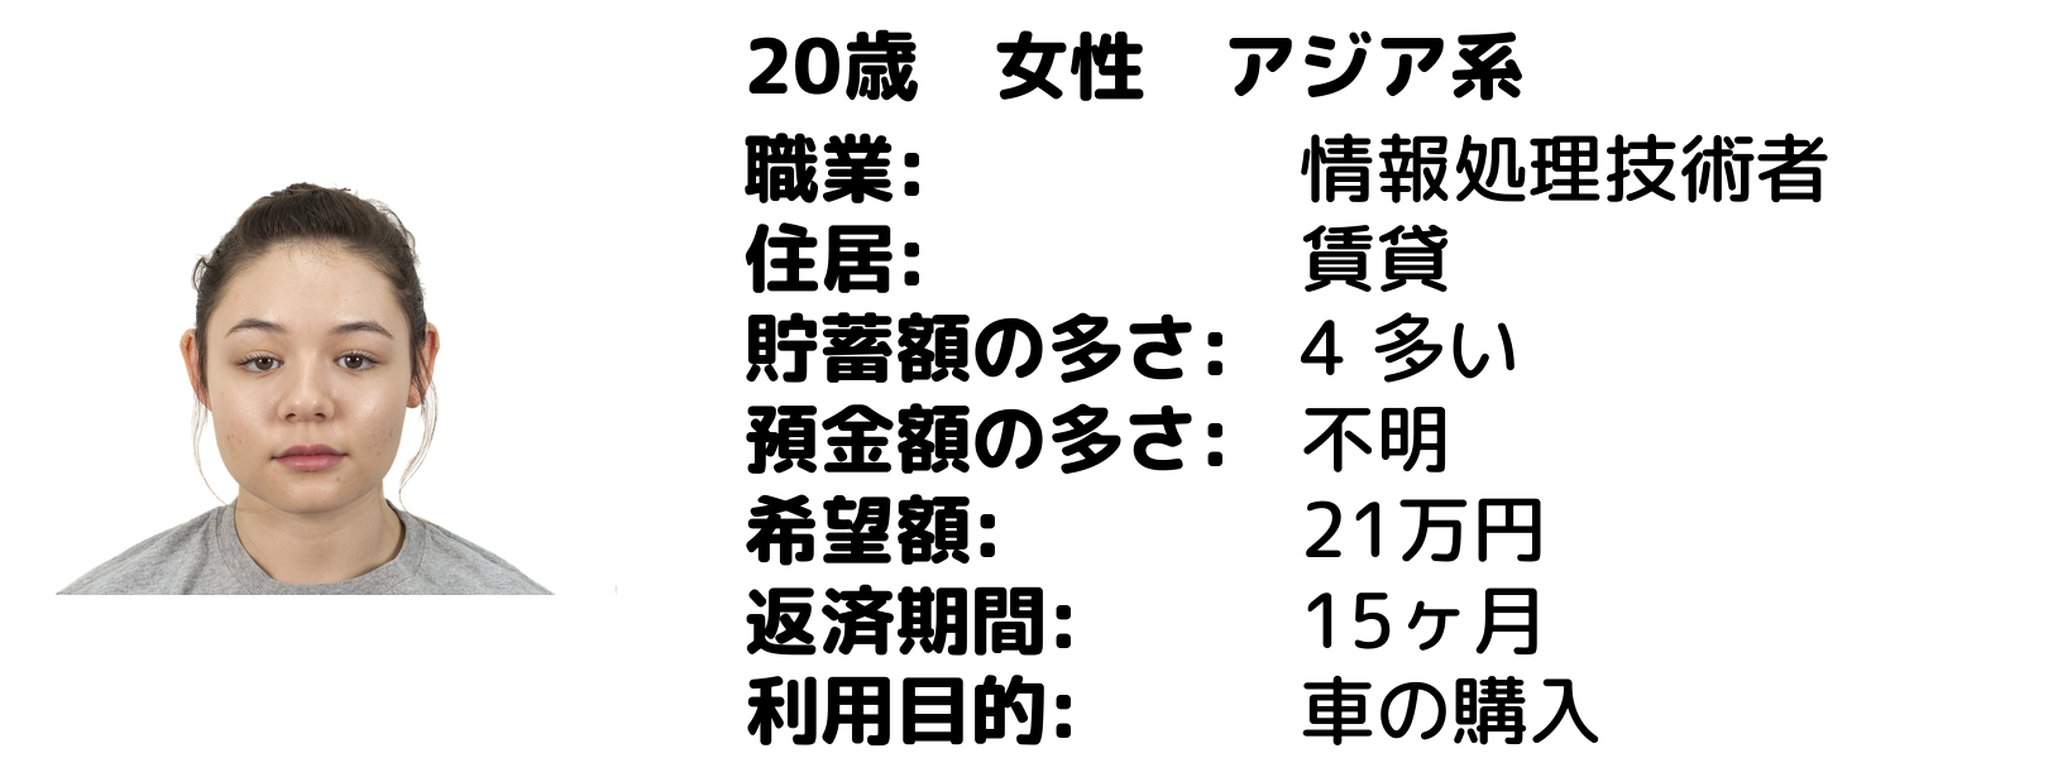 20歳　女性　アジア系
職業: 情報処理技術者
住居: 賃貸
貯蓄額の多さ: 4 多い
預金額の多さ: 不明
希望額: 21万円
返済期間: 15ヶ月
利用目的: 車の購入